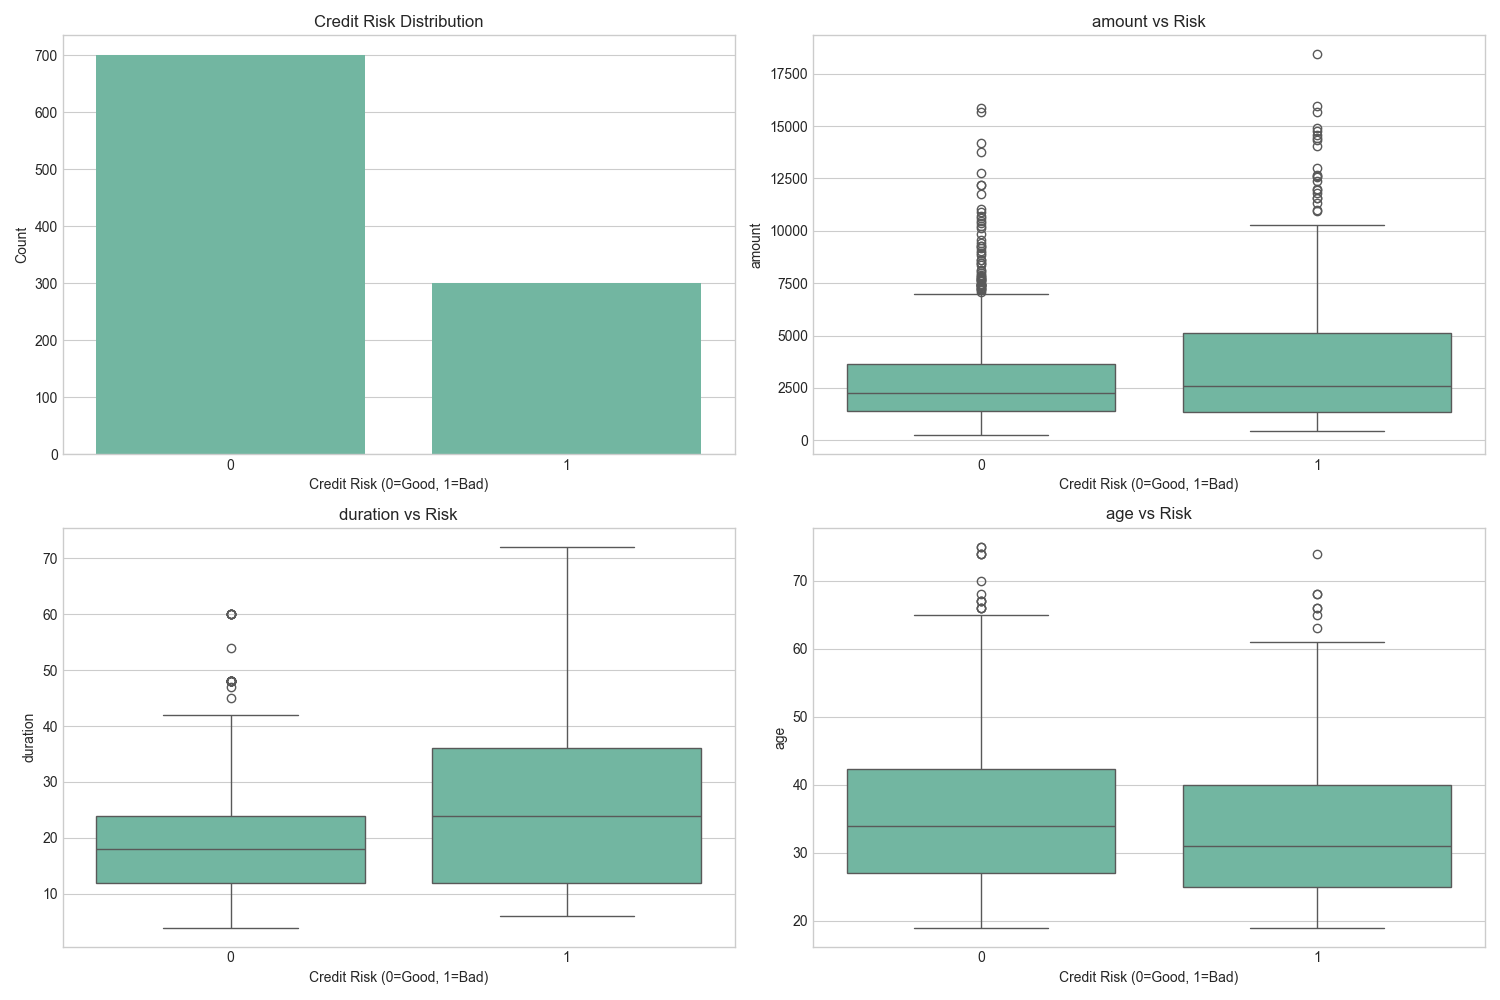 Credit Risk Distribution
700
600
500
400
300
200
100
0
Count
0 1
Credit Risk (0=Good, 1=Bad)
amount vs Risk
17500
15000
12500
10000
7500
5000
2500
0
amount
0 1
Credit Risk (0=Good, 1=Bad)
duration vs Risk
70
60
50
40
30
20
10
duration
0 1
Credit Risk (0=Good, 1=Bad)
age vs Risk
70
60
50
40
30
20
age
0 1
Credit Risk (0=Good, 1=Bad)